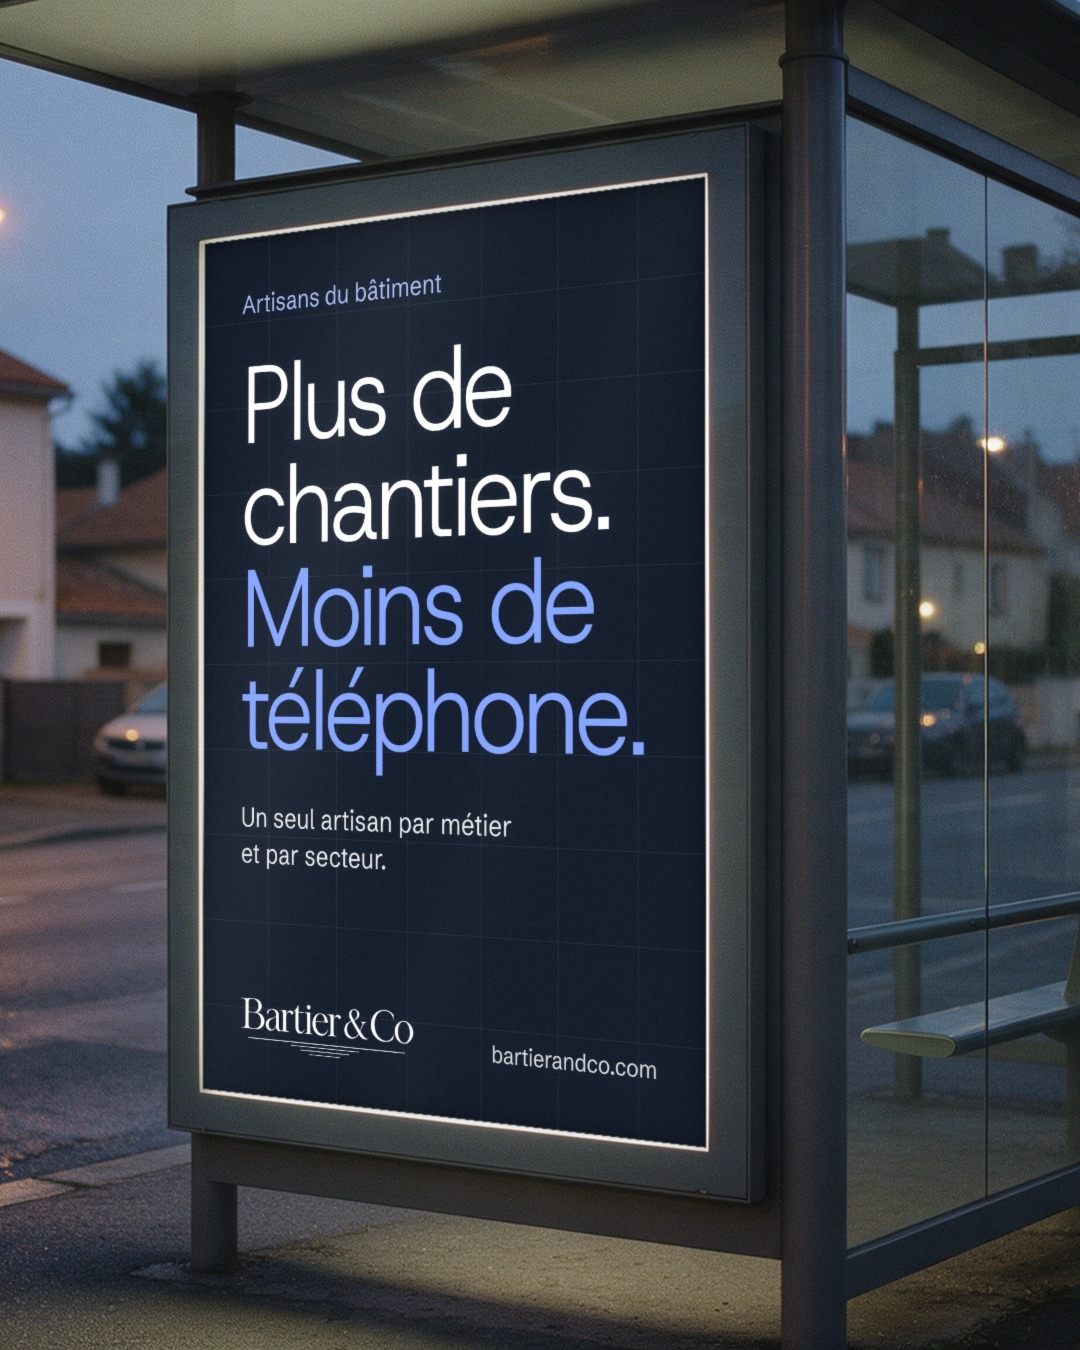 Artisans du bâtiment
Plus de
chantiers.
Moins de
téléphone.
Un seul artisan par métier
et par secteur.
Bartier & Co
bartierandco.com